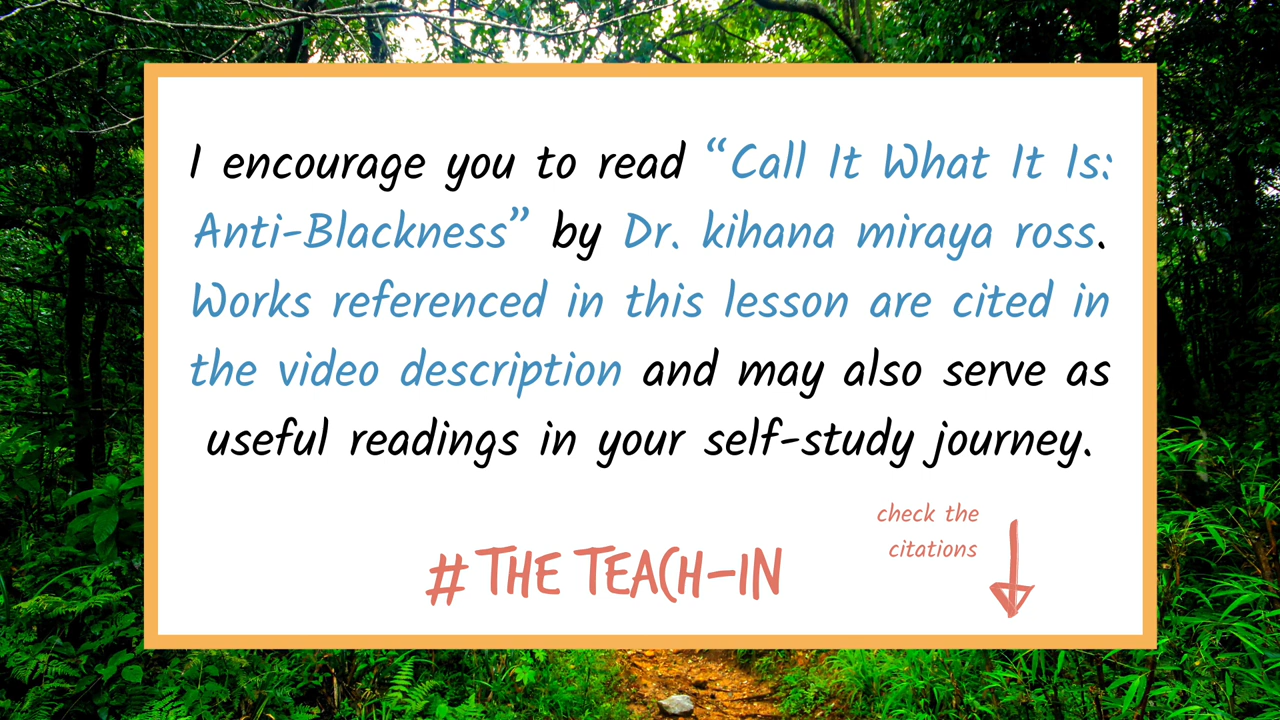 I encourage you to read “Call It What It Is:
Anti-Blackness” by Dr. kihana miraya ross.
Works referenced in this lesson are cited in
the video description and may also serve as
useful readings in your self-study journey.
check the
citations
# THE TEACH-IN